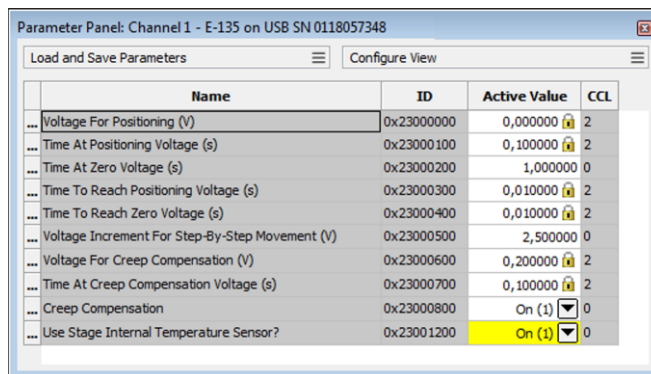 Parameter Panel: Channel 1 - E-135 on USB SN 0118057348
Load and Save Parameters Configure View
Name ID Active Value CCL
... Voltage For Positioning (V) 0x23000000 0,000000 2
... Time At Positioning Voltage (s) 0x23000100 0,100000 2
... Time At Zero Voltage (s) 0x23000200 1,000000 0
... Time To Reach Positioning Voltage (s) 0x23000300 0,010000 2
... Time To Reach Zero Voltage (s) 0x23000400 0,010000 2
... Voltage Increment For Step-By-Step Movement (V) 0x23000500 2,500000 0
... Voltage For Creep Compensation (V) 0x23000600 0,200000 2
... Time At Creep Compensation Voltage (s) 0x23000700 0,100000 2
... Creep Compensation 0x23000800 On (1) 0
... Use Stage Internal Temperature Sensor? 0x23001200 On (1) 0